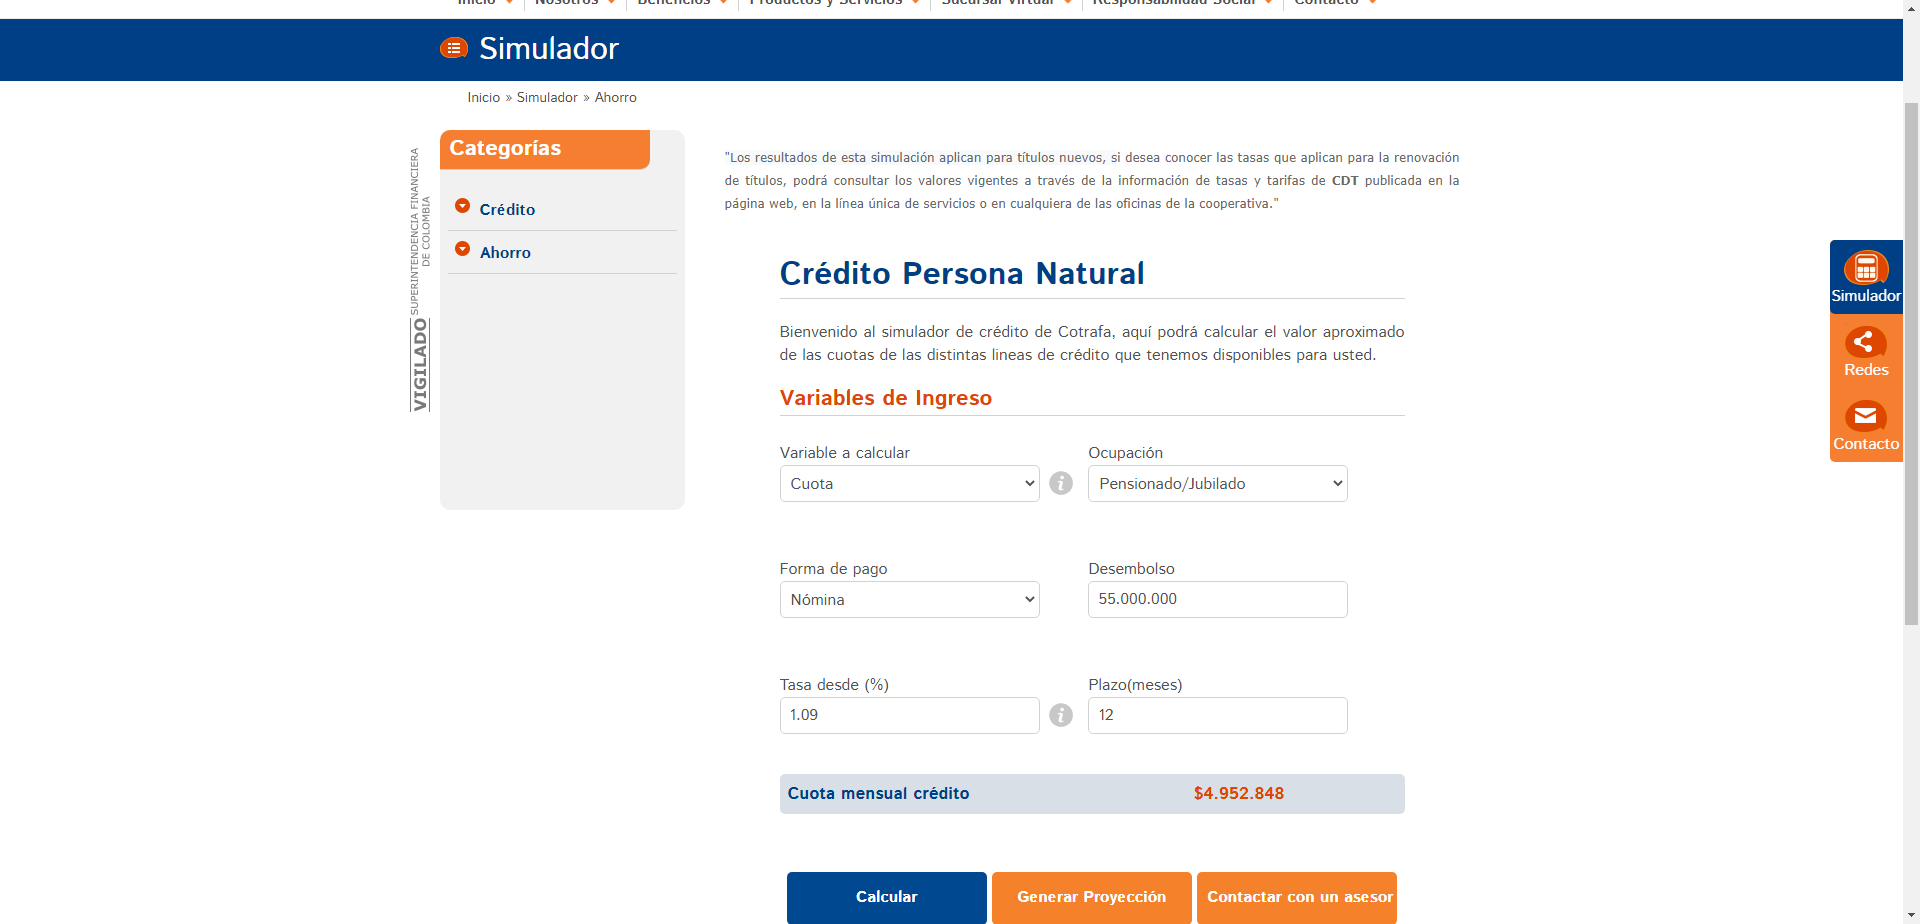 Inicio Nosotros Beneficios Productos y Servicios Sucursal Virtual Responsabilidad Social Contacto
Simulador
Inicio » Simulador » Ahorro
Categorías
Crédito
Ahorro
VIGILADO SUPERINTENDENCIA FINANCIERA
DE COLOMBIA
"Los resultados de esta simulación aplican para títulos nuevos, si desea conocer las tasas que aplican para la renovación
de títulos, podrá consultar los valores vigentes a través de la información de tasas y tarifas de CDT publicada en la
página web, en la línea única de servicios o en cualquiera de las oficinas de la cooperativa."
Crédito Persona Natural
Bienvenido al simulador de crédito de Cotrafa, aquí podrá calcular el valor aproximado
de las cuotas de las distintas lineas de crédito que tenemos disponibles para usted.
Variables de Ingreso
Variable a calcular Ocupación
Cuota i Pensionado/Jubilado
Forma de pago Desembolso
Nómina 55.000.000
Tasa desde (%) Plazo(meses)
1.09 i 12
Cuota mensual crédito $4.952.848
Calcular Generar Proyección Contactar con un asesor
Simulador
Redes
Contacto